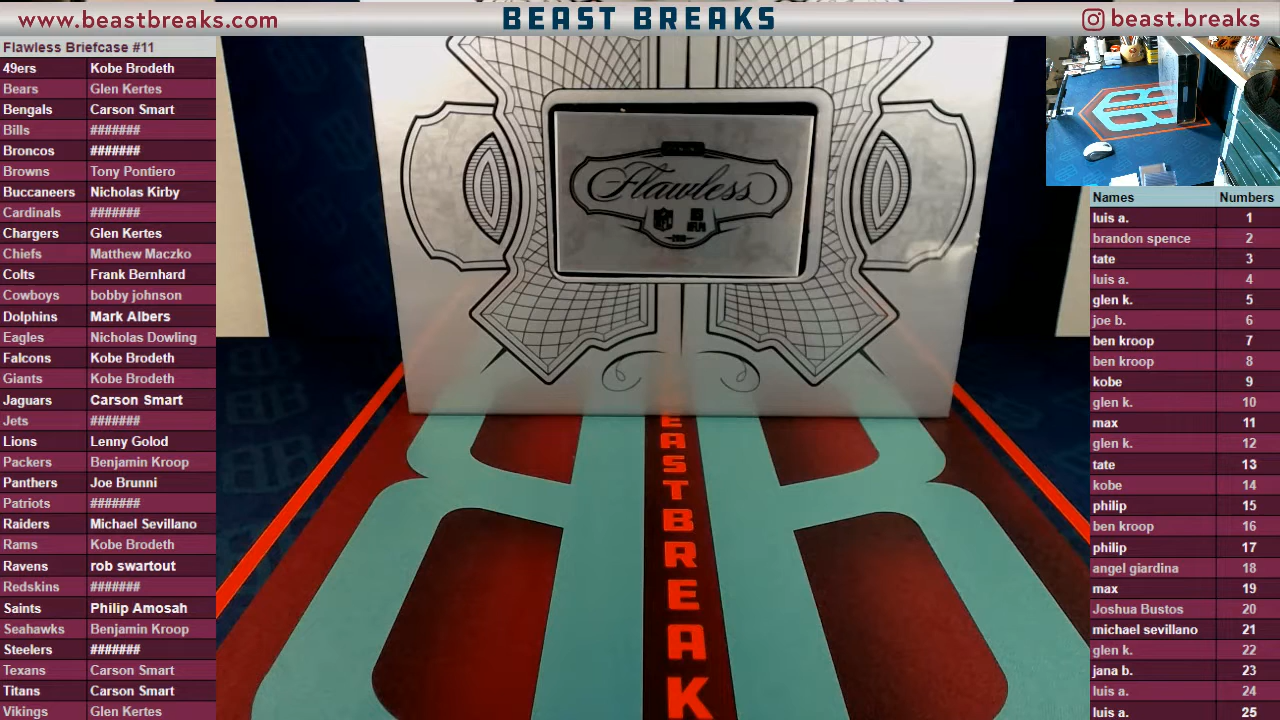 www.beastbreaks.com
BEAST BREAKS
beast.breaks
Flawless Briefcase #11
49ers Kobe Brodeth
Bears Glen Kertes
Bengals Carson Smart
Bills #######
Broncos #######
Browns Tony Pontiero
Buccaneers Nicholas Kirby
Cardinals #######
Chargers Glen Kertes
Chiefs Matthew Maczko
Colts Frank Bernhard
Cowboys bobby johnson
Dolphins Mark Albers
Eagles Nicholas Dowling
Falcons Kobe Brodeth
Giants Kobe Brodeth
Jaguars Carson Smart
Jets #######
Lions Lenny Golod
Packers Benjamin Kroop
Panthers Joe Brunni
Patriots #######
Raiders Michael Sevillano
Rams Kobe Brodeth
Ravens rob swartout
Redskins #######
Saints Philip Amosah
Seahawks Benjamin Kroop
Steelers #######
Texans Carson Smart
Titans Carson Smart
Vikings Glen Kertes
Flawless
NFL
EAST BREAK
Names Numbers
luis a. 1
brandon spence 2
tate 3
luis a. 4
glen k. 5
joe b. 6
ben kroop 7
ben kroop 8
kobe 9
glen k. 10
max 11
glen k. 12
tate 13
kobe 14
philip 15
ben kroop 16
philip 17
angel giardina 18
max 19
Joshua Bustos 20
michael sevillano 21
glen k. 22
jana b. 23
luis a. 24
luis a. 25